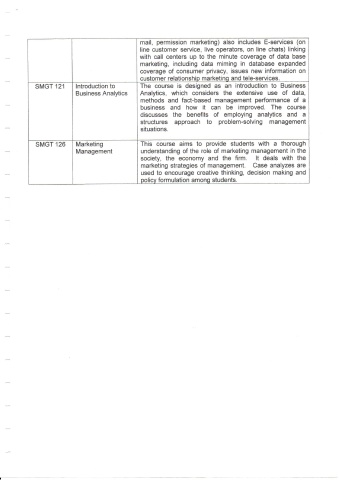 mail, permission marketing) also includes E-services (on
line customer service, live operators, on line chats) linking
with call centers up to the minute coverage of data base
marketing, including data miming in database expanded
coverage of consumer privacy, issues new information on
customer relationship marketing and tele-services.
SMGT 121 Introduction to The course is designed as an introduction to Business
Business Analytics Analytics, which considers the extensive use of data,
methods and fact-based management performance of a
business and how it can be improved. The course
discusses the benefits of employing analytics and a
structures approach to problem-solving management
situations.
SMGT 126 Marketing This course aims to provide students with a thorough
Management understanding of the role of marketing management in the
society, the economy and the firm. It deals with the
marketing strategies of management. Case analyzes are
used to encourage creative thinking, decision making and
policy formulation among students.